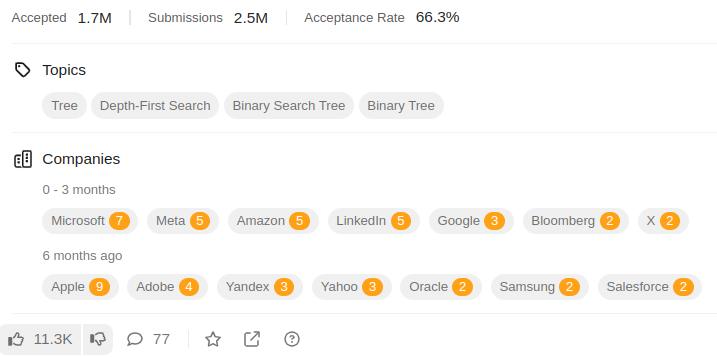 Accepted 1.7M Submissions 2.5M Acceptance Rate 66.3%
Topics
Tree Depth-First Search Binary Search Tree Binary Tree
Companies
0 - 3 months
Microsoft 7 Meta 5 Amazon 5 LinkedIn 5 Google 3 Bloomberg 2 X 2
6 months ago
Apple 9 Adobe 4 Yandex 3 Yahoo 3 Oracle 2 Samsung 2 Salesforce 2
11.3K 77